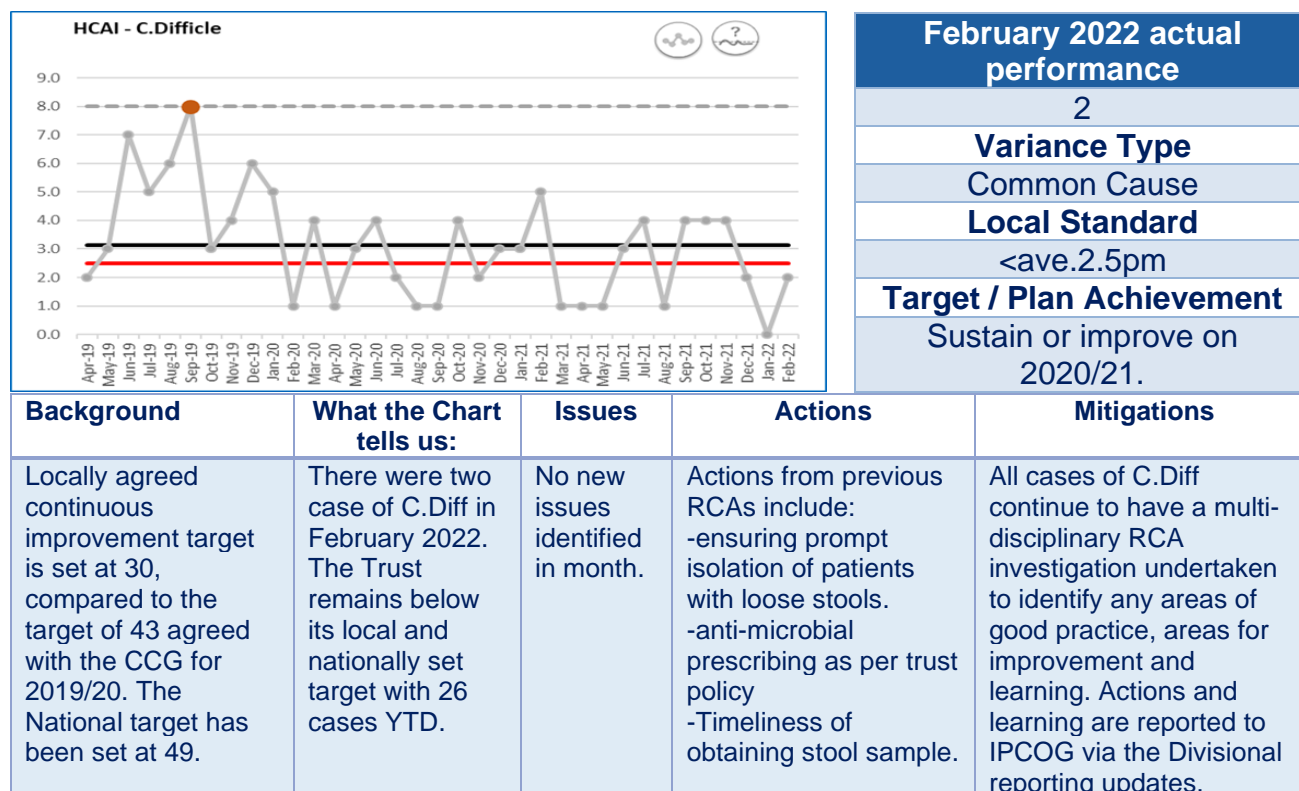 HCAI - C.Difficle
?
9.0
8.0
7.0
6.0
5.0
4.0
3.0
2.0
1.0
0.0
Apr-19
May-19
Jun-19
Jul-19
Aug-19
Sep-19
Oct-19
Nov-19
Dec-19
Jan-20
Feb-20
Mar-20
Apr-20
May-20
Jun-20
Jul-20
Aug-20
Sep-20
Oct-20
Nov-20
Dec-20
Jan-21
Feb-21
Mar-21
Apr-21
May-21
Jun-21
Jul-21
Aug-21
Sep-21
Oct-21
Nov-21
Dec-21
Jan-22
Feb-22
February 2022 actual
performance
2
Variance Type
Common Cause
Local Standard
<ave.2.5pm
Target / Plan Achievement
Sustain or improve on
2020/21.
Background
Locally agreed
continuous
improvement target
is set at 30,
compared to the
target of 43 agreed
with the CCG for
2019/20. The
National target has
been set at 49.
What the Chart
tells us:
There were two
case of C.Diff in
February 2022.
The Trust
remains below
its local and
nationally set
target with 26
cases YTD.
Issues
No new
issues
identified
in month.
Actions
Actions from previous
RCAs include:
-ensuring prompt
isolation of patients
with loose stools.
-anti-microbial
prescribing as per trust
policy
-Timeliness of
obtaining stool sample.
Mitigations
All cases of C.Diff
continue to have a multi-
disciplinary RCA
investigation undertaken
to identify any areas of
good practice, areas for
improvement and
learning. Actions and
learning are reported to
IPCOG via the Divisional
reporting updates.